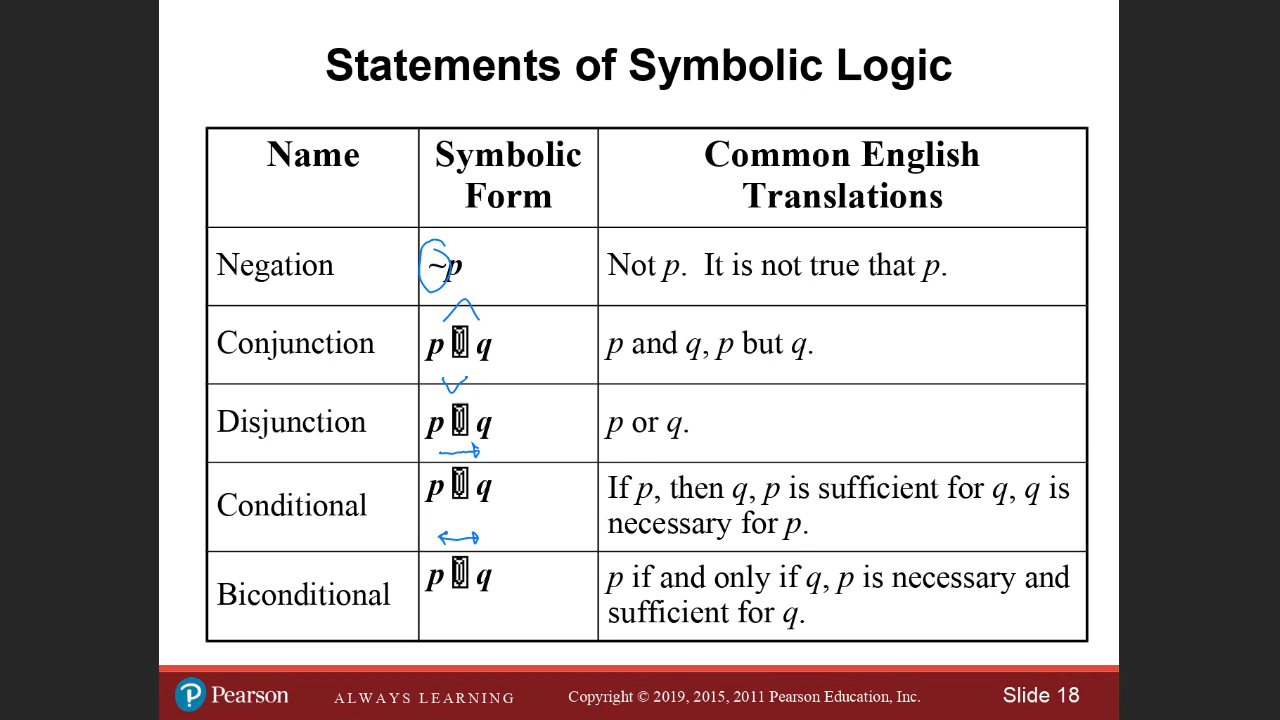 Statements of Symbolic Logic
Name
Symbolic
Form
Common English
Translations
Negation
~p
Not p. It is not true that p.
∧
Conjunction
p q
p and q, p but q.
∨
Disjunction
p q
p or q.
→
Conditional
p q
If p, then q, p is sufficient for q, q is
necessary for p.
↔
Biconditional
p q
p if and only if q, p is necessary and
sufficient for q.
Pearson
ALWAYS LEARNING
Copyright © 2019, 2015, 2011 Pearson Education, Inc.
Slide 18